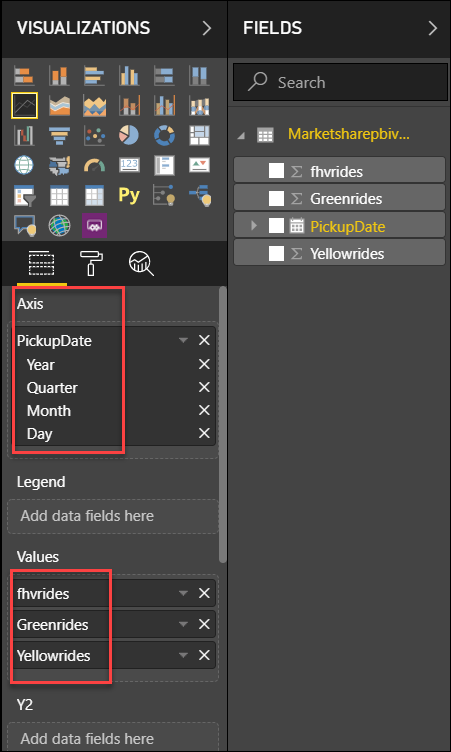 VISUALIZATIONS
FIELDS
Search
Marketsharepbiv...
fhvrides
Greenrides
PickupDate
Yellowrides
123
Py
Axis
PickupDate
Year
Quarter
Month
Day
Legend
Add data fields here
Values
fhvrides
Greenrides
Yellowrides
Y2
Add data fields here